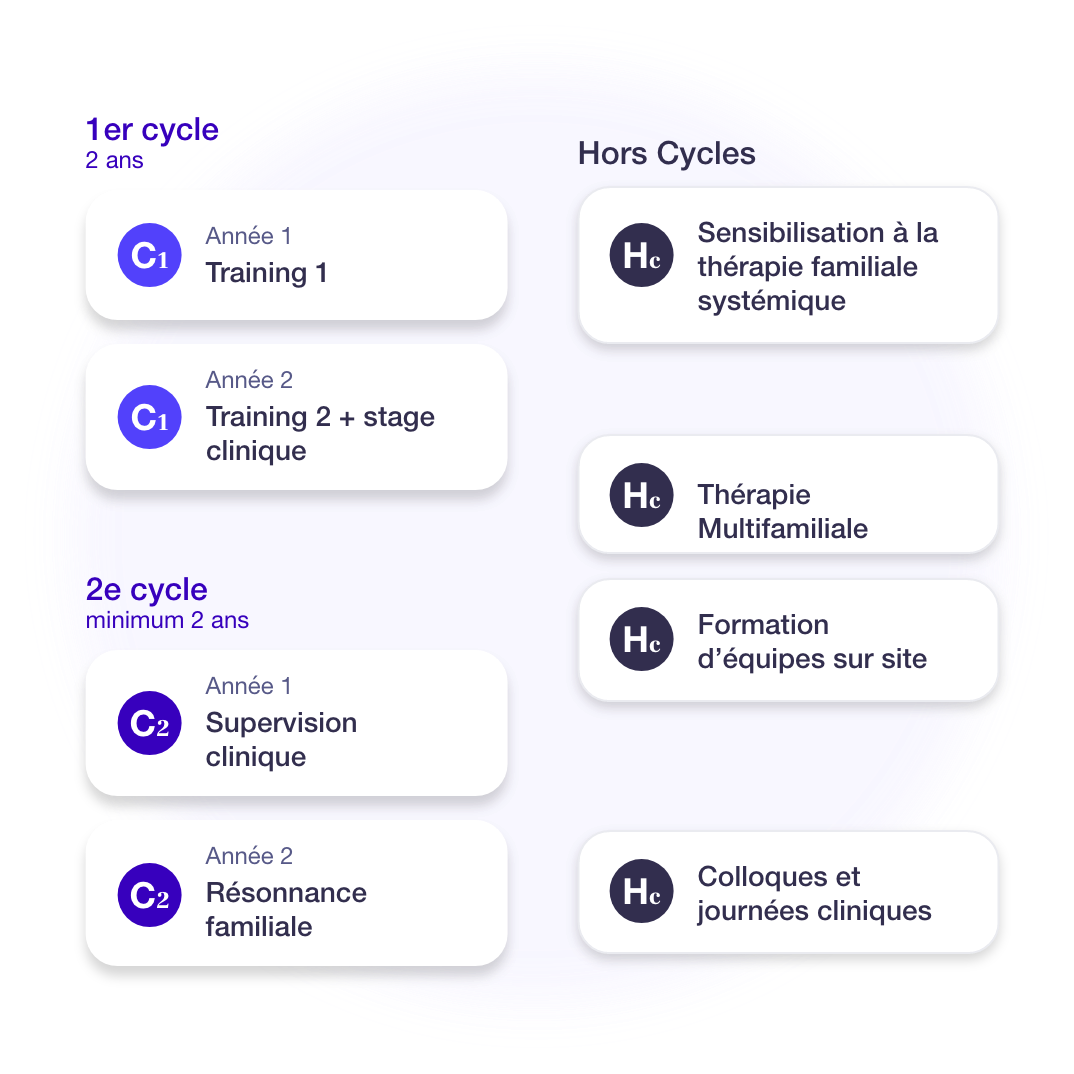 1er cycle
2 ans
C1
Année 1
Training 1
C1
Année 2
Training 2 + stage
clinique
2e cycle
minimum 2 ans
C2
Année 1
Supervision
clinique
C2
Année 2
Résonnance
familiale
Hors Cycles
Hc
Sensibilisation à la
thérapie familiale
systémique
Hc
Thérapie
Multifamiliale
Hc
Formation
d’équipes sur site
Hc
Colloques et
journées cliniques